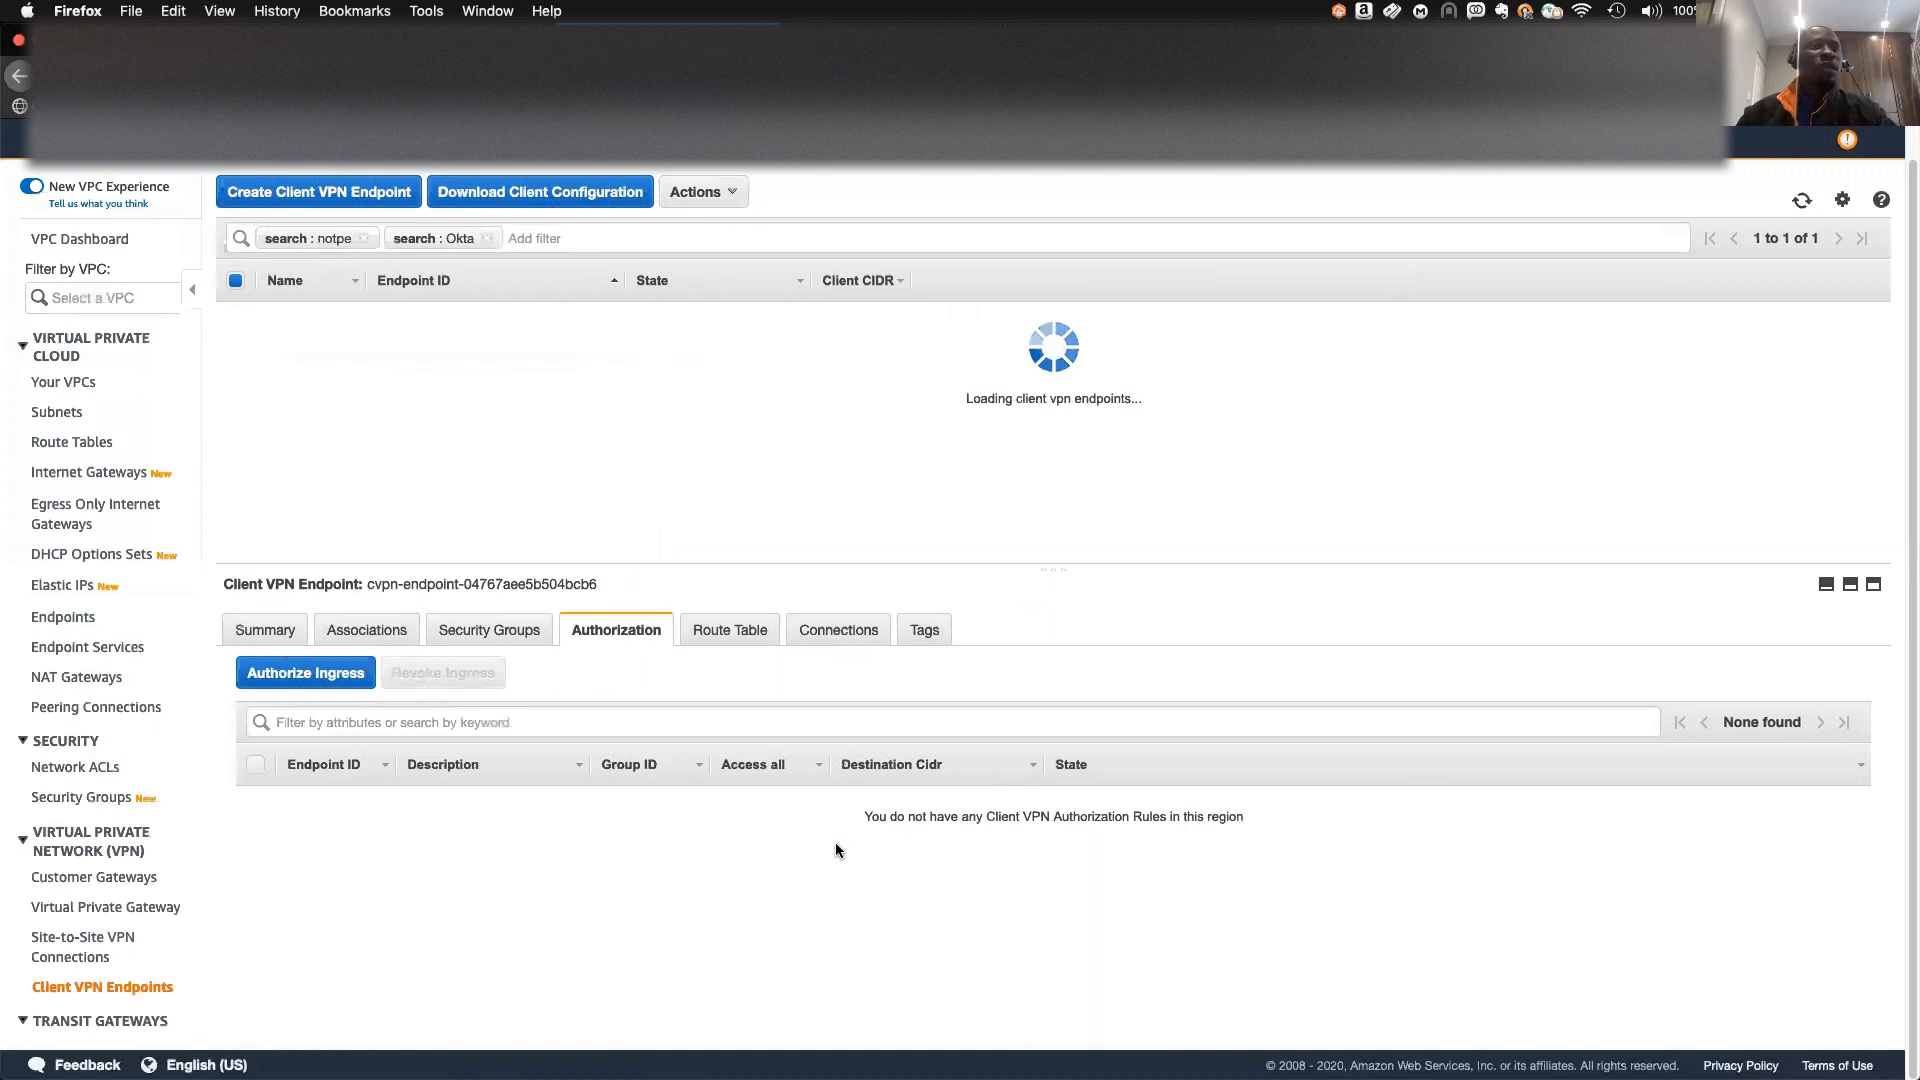 Firefox File Edit View History Bookmarks Tools Window Help
100%
New VPC Experience
Tell us what you think
Create Client VPN Endpoint Download Client Configuration Actions
search : notpe search : Okta Add filter 1 to 1 of 1
Name Endpoint ID State Client CIDR
Loading client vpn endpoints...
VPC Dashboard
Filter by VPC:
Select a VPC
VIRTUAL PRIVATE
CLOUD
Your VPCs
Subnets
Route Tables
Internet Gateways New
Egress Only Internet
Gateways
DHCP Options Sets New
Elastic IPs New
Endpoints
Endpoint Services
NAT Gateways
Peering Connections
SECURITY
Network ACLs
Security Groups New
VIRTUAL PRIVATE
NETWORK (VPN)
Customer Gateways
Virtual Private Gateway
Site-to-Site VPN
Connections
Client VPN Endpoints
TRANSIT GATEWAYS
Client VPN Endpoint: cvpn-endpoint-04767aee5b504bcb6
Summary Associations Security Groups Authorization Route Table Connections Tags
Authorize Ingress Revoke Ingress
Filter by attributes or search by keyword None found
Endpoint ID Description Group ID Access all Destination Cidr State
You do not have any Client VPN Authorization Rules in this region
Feedback English (US) © 2008 - 2020, Amazon Web Services, Inc. or its affiliates. All rights reserved. Privacy Policy Terms of Use